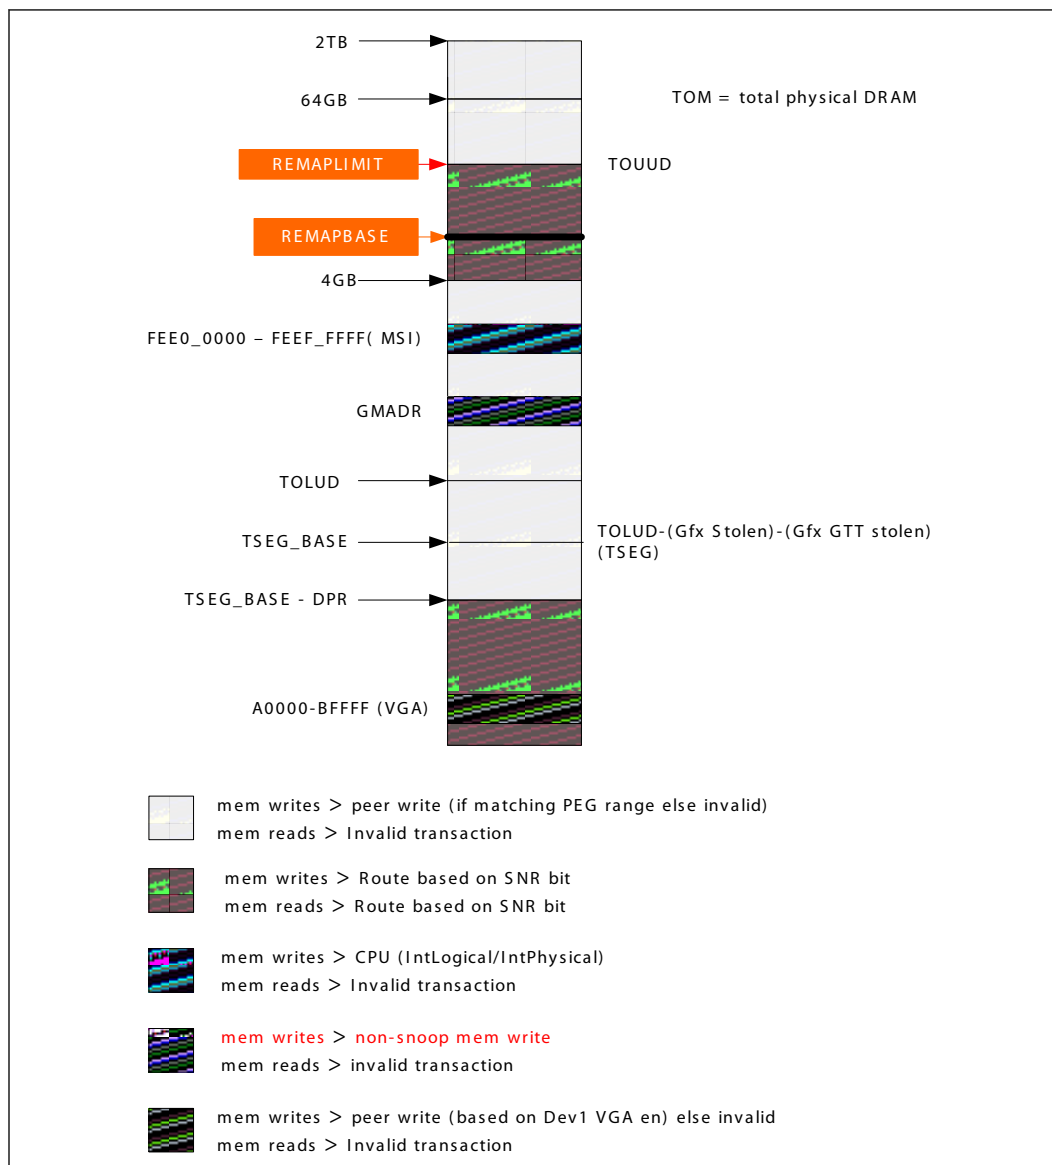 2TB
64GB
TOM = total physical DRAM
REMAPLIMIT
TOUUD
REMAPBASE
4GB
FEE0_0000 – FEEF_FFFF( MSI)
GMADR
TOLUD
TSEG_BASE
TOLUD-(Gfx Stolen)-(Gfx GTT stolen)
(TSEG)
TSEG_BASE - DPR
A0000-BFFFF (VGA)
mem writes > peer write (if matching PEG range else invalid)
mem reads > Invalid transaction
mem writes > Route based on SNR bit
mem reads > Route based on SNR bit
mem writes > CPU (IntLogical/IntPhysical)
mem reads > Invalid transaction
mem writes > non-snoop mem write
mem reads > invalid transaction
mem writes > peer write (based on Dev1 VGA en) else invalid
mem reads > Invalid transaction